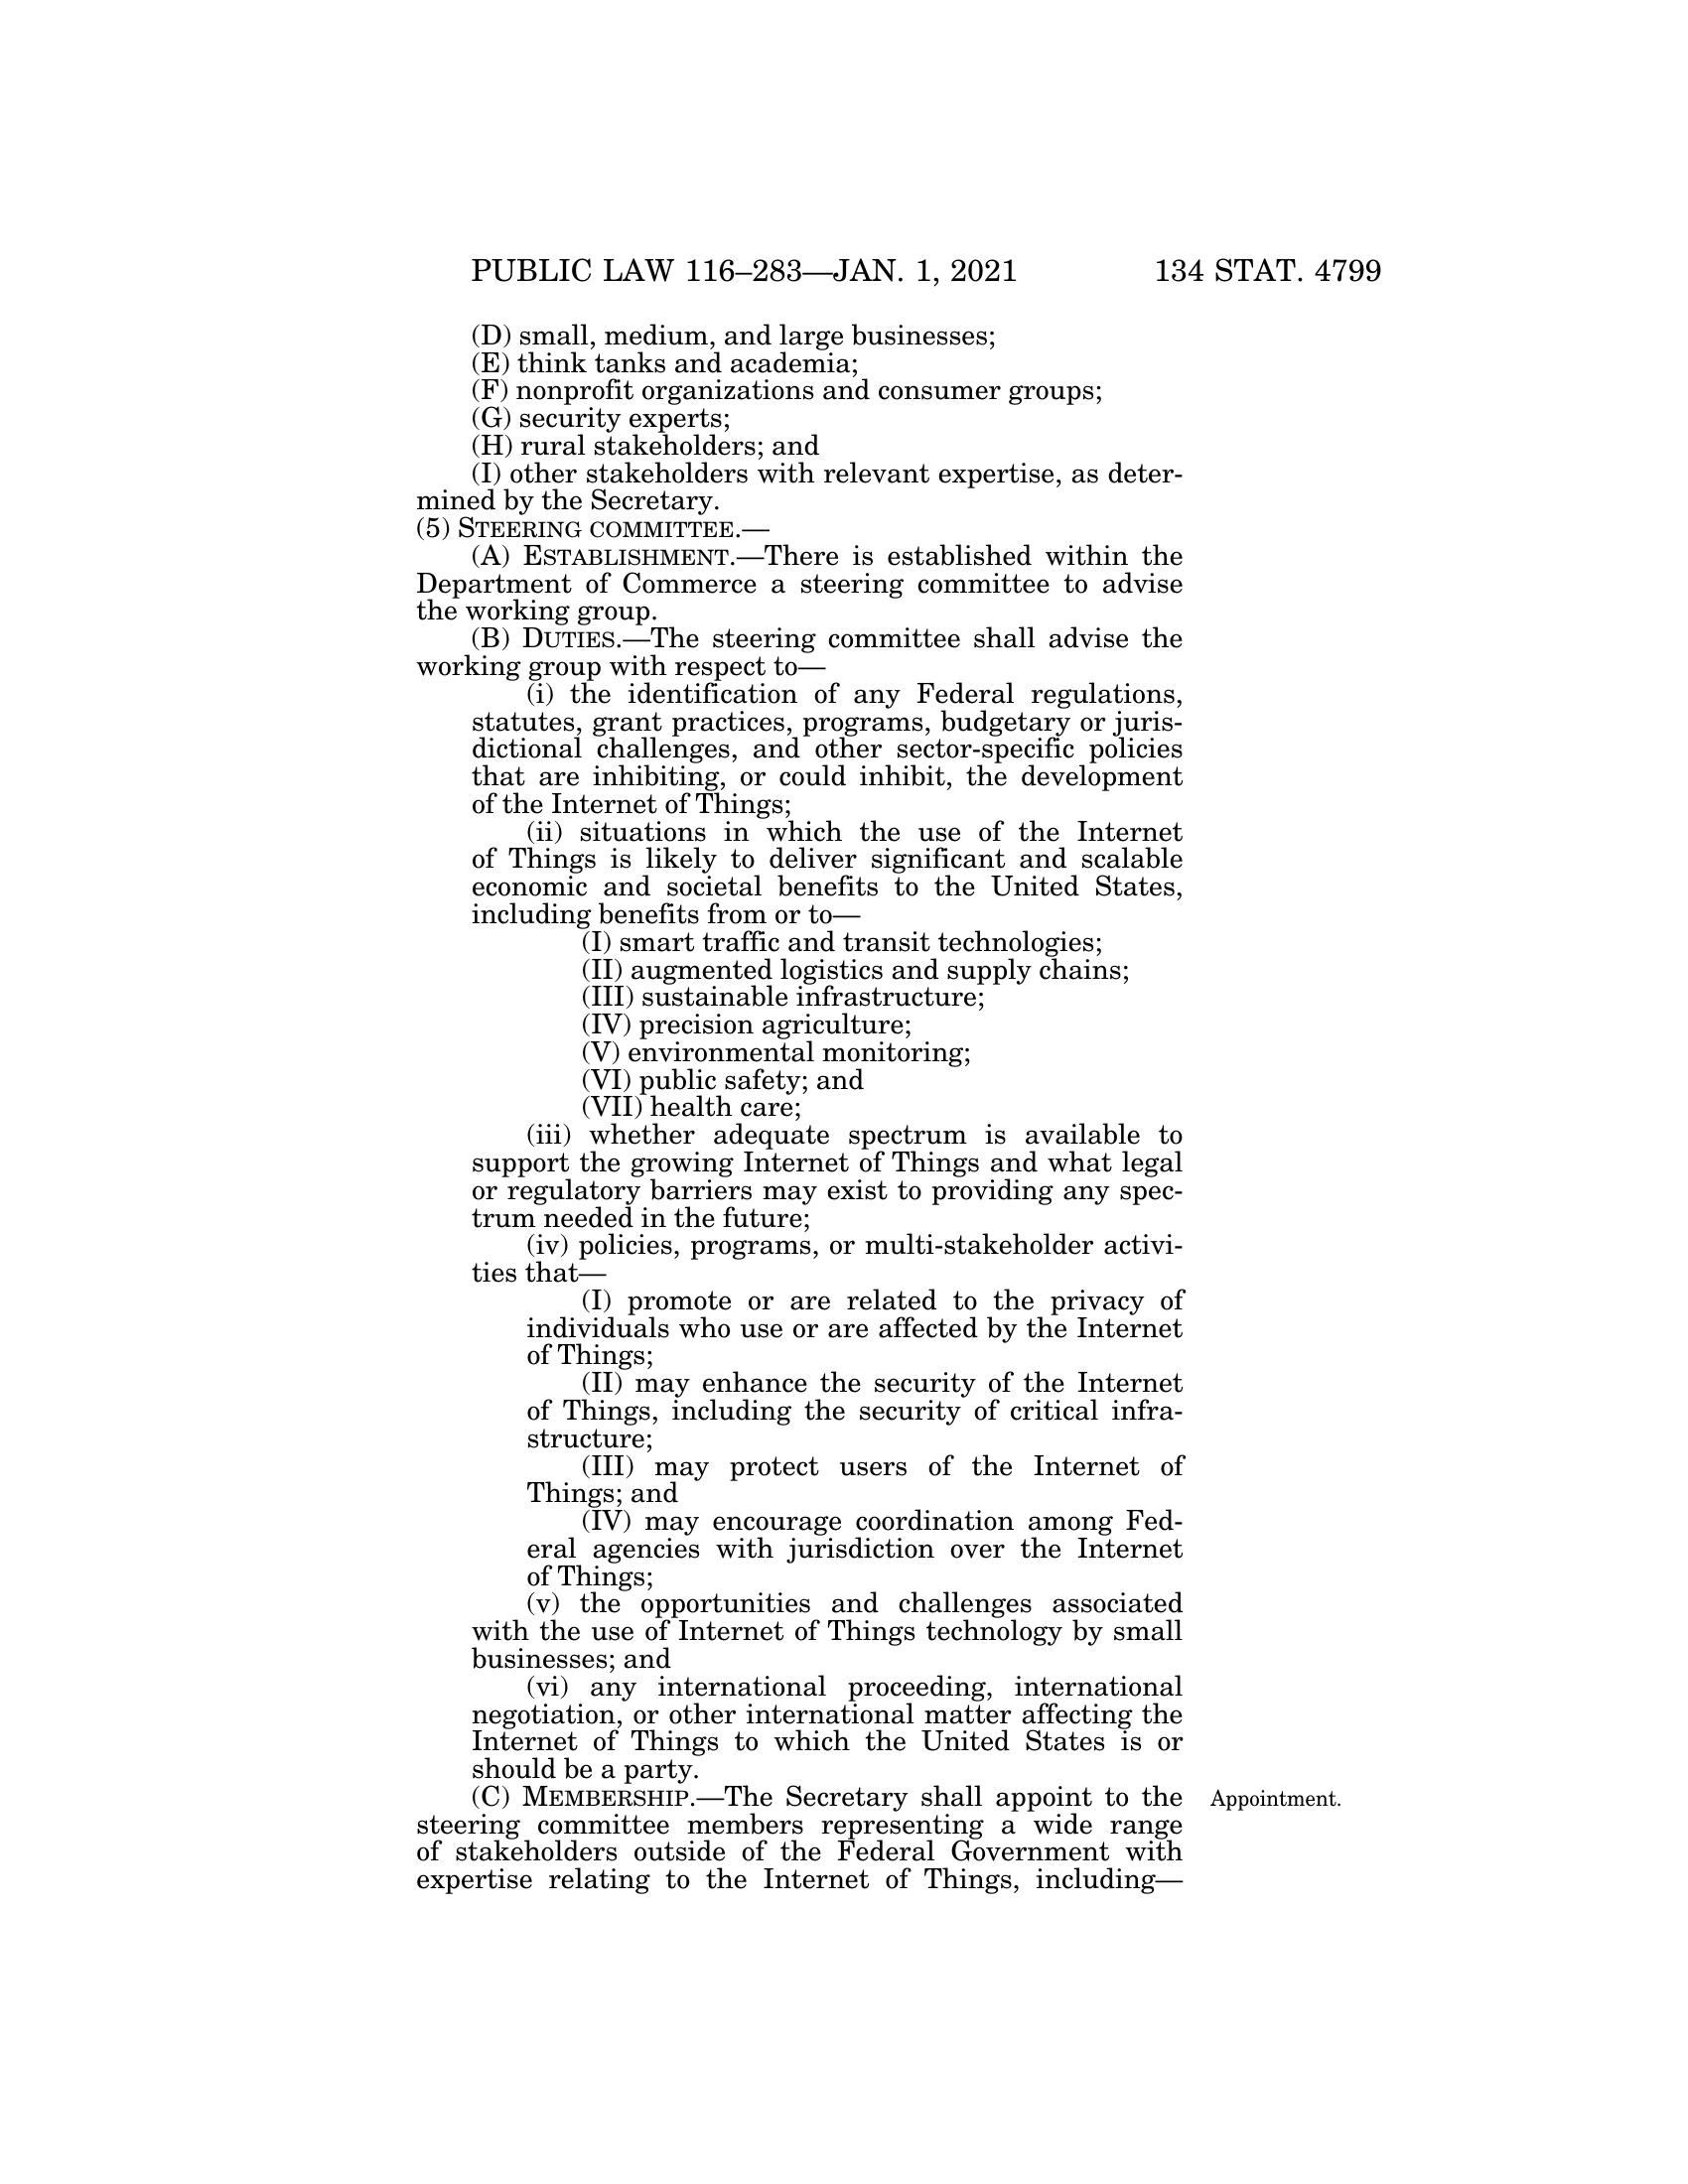 PUBLIC LAW 116–283—JAN. 1, 2021 134 STAT. 4799
(D) small, medium, and large businesses;
(E) think tanks and academia;
(F) nonprofit organizations and consumer groups;
(G) security experts;
(H) rural stakeholders; and
(I) other stakeholders with relevant expertise, as deter-
mined by the Secretary.
(5) STEERING COMMITTEE.—
(A) ESTABLISHMENT.—There is established within the
Department of Commerce a steering committee to advise
the working group.
(B) DUTIES.—The steering committee shall advise the
working group with respect to—
(i) the identification of any Federal regulations,
statutes, grant practices, programs, budgetary or juris-
dictional challenges, and other sector-specific policies
that are inhibiting, or could inhibit, the development
of the Internet of Things;
(ii) situations in which the use of the Internet
of Things is likely to deliver significant and scalable
economic and societal benefits to the United States,
including benefits from or to—
(I) smart traffic and transit technologies;
(II) augmented logistics and supply chains;
(III) sustainable infrastructure;
(IV) precision agriculture;
(V) environmental monitoring;
(VI) public safety; and
(VII) health care;
(iii) whether adequate spectrum is available to
support the growing Internet of Things and what legal
or regulatory barriers may exist to providing any spec-
trum needed in the future;
(iv) policies, programs, or multi-stakeholder activi-
ties that—
(I) promote or are related to the privacy of
individuals who use or are affected by the Internet
of Things;
(II) may enhance the security of the Internet
of Things, including the security of critical infra-
structure;
(III) may protect users of the Internet of
Things; and
(IV) may encourage coordination among Fed-
eral agencies with jurisdiction over the Internet
of Things;
(v) the opportunities and challenges associated
with the use of Internet of Things technology by small
businesses; and
(vi) any international proceeding, international
negotiation, or other international matter affecting the
Internet of Things to which the United States is or
should be a party.
(C) MEMBERSHIP.—The Secretary shall appoint to the Appointment.
steering committee members representing a wide range
of stakeholders outside of the Federal Government with
expertise relating to the Internet of Things, including—